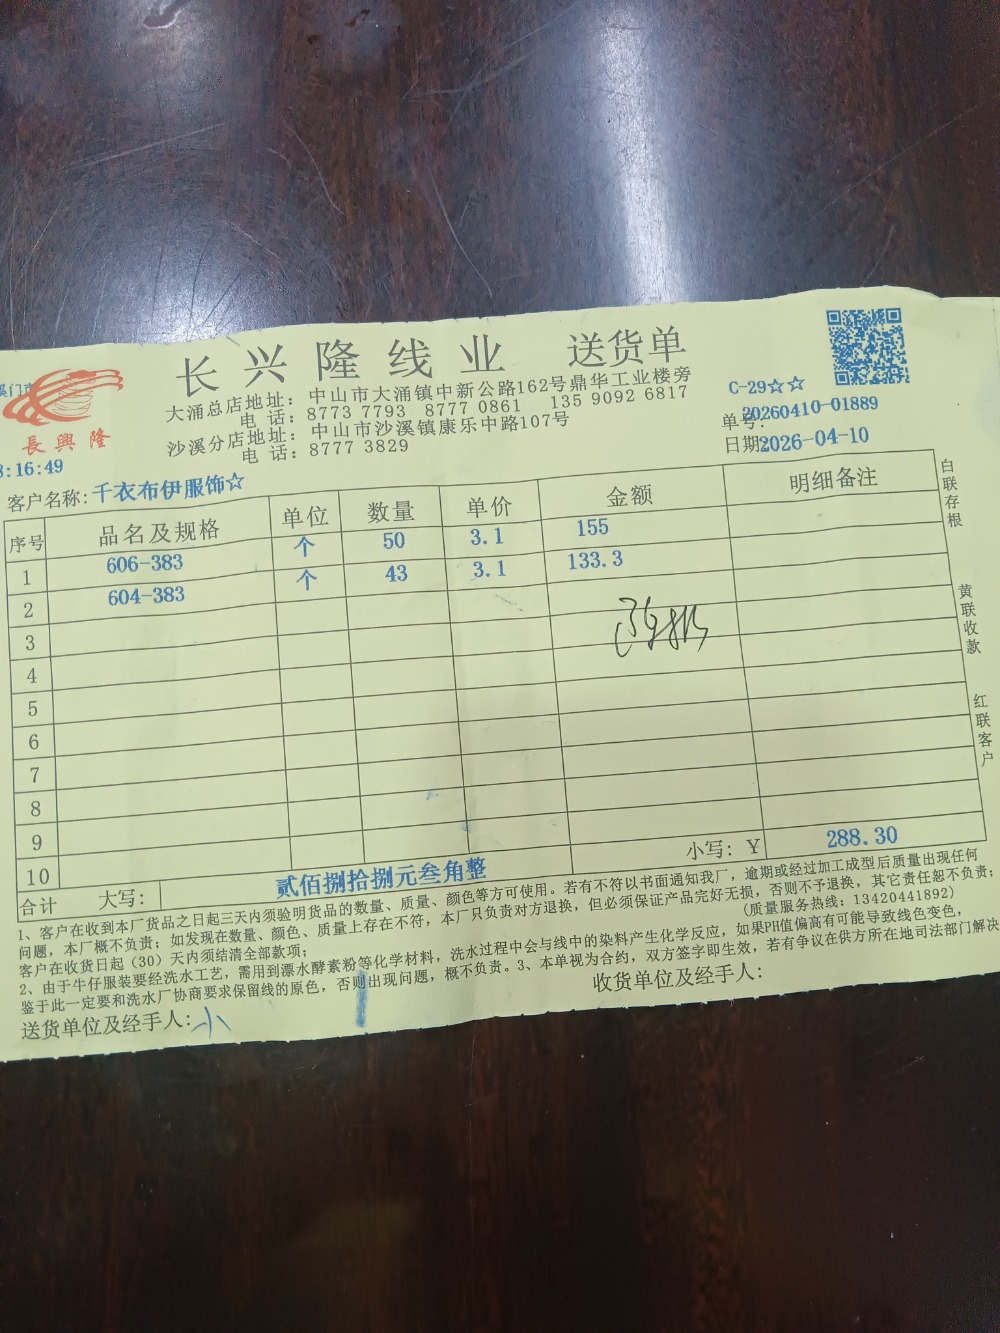 长兴隆线业 送货单
大涌总店地址：中山市大涌镇中新公路162号鼎华工业楼旁
电话：8773 7793 8777 0861 135 9092 6817
沙溪分店地址：中山市沙溪镇康乐中路107号
电话：8777 3829
長興隆
C-29☆☆
单号:20260410-01889
日期2026-04-10
:16:49
客户名称:千衣布伊服饰☆
序号 品名及规格 单位 数量 单价 金额 明细备注
1 606-383 个 50 3.1 155
2 604-383 个 43 3.1 133.3
3
4
5
6
7
8
9
10
合计 大写: 贰佰捌拾捌元叁角整 小写: Y 288.30
白联存根
黄联收款
红联客户
1、客户在收到本厂货品之日起三天内须验明货品的数量、质量、颜色等方可使用。若有不符以书面通知我厂，逾期或经过加工成型后质量出现任何
问题，本厂概不负责；如发现在数量、颜色、质量上存在不符，本厂只负责对方退换，但必须保证产品完好无损，否则不予退换，其它责任恕不负责；
客户在收货日起（30）天内须结清全部款项；
(质量服务热线：13420441892)
2、由于牛仔服装要经洗水工艺，需用到漂水酵素粉等化学材料，洗水过程中会与线中的染料产生化学反应，如果PH值偏高有可能导致线色变色，
鉴于此一定要和洗水厂协商要求保留线的原色，否则出现问题，概不负责。3、本单视为合约，双方签字即生效，若有争议在供方所在地司法部门解决
送货单位及经手人:小
收货单位及经手人: